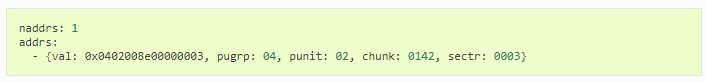 naddrs: 1
addrs:
  - {val: 0x0402008e00000003, pugrp: 04, punit: 02, chunk: 0142, sectr: 0003}